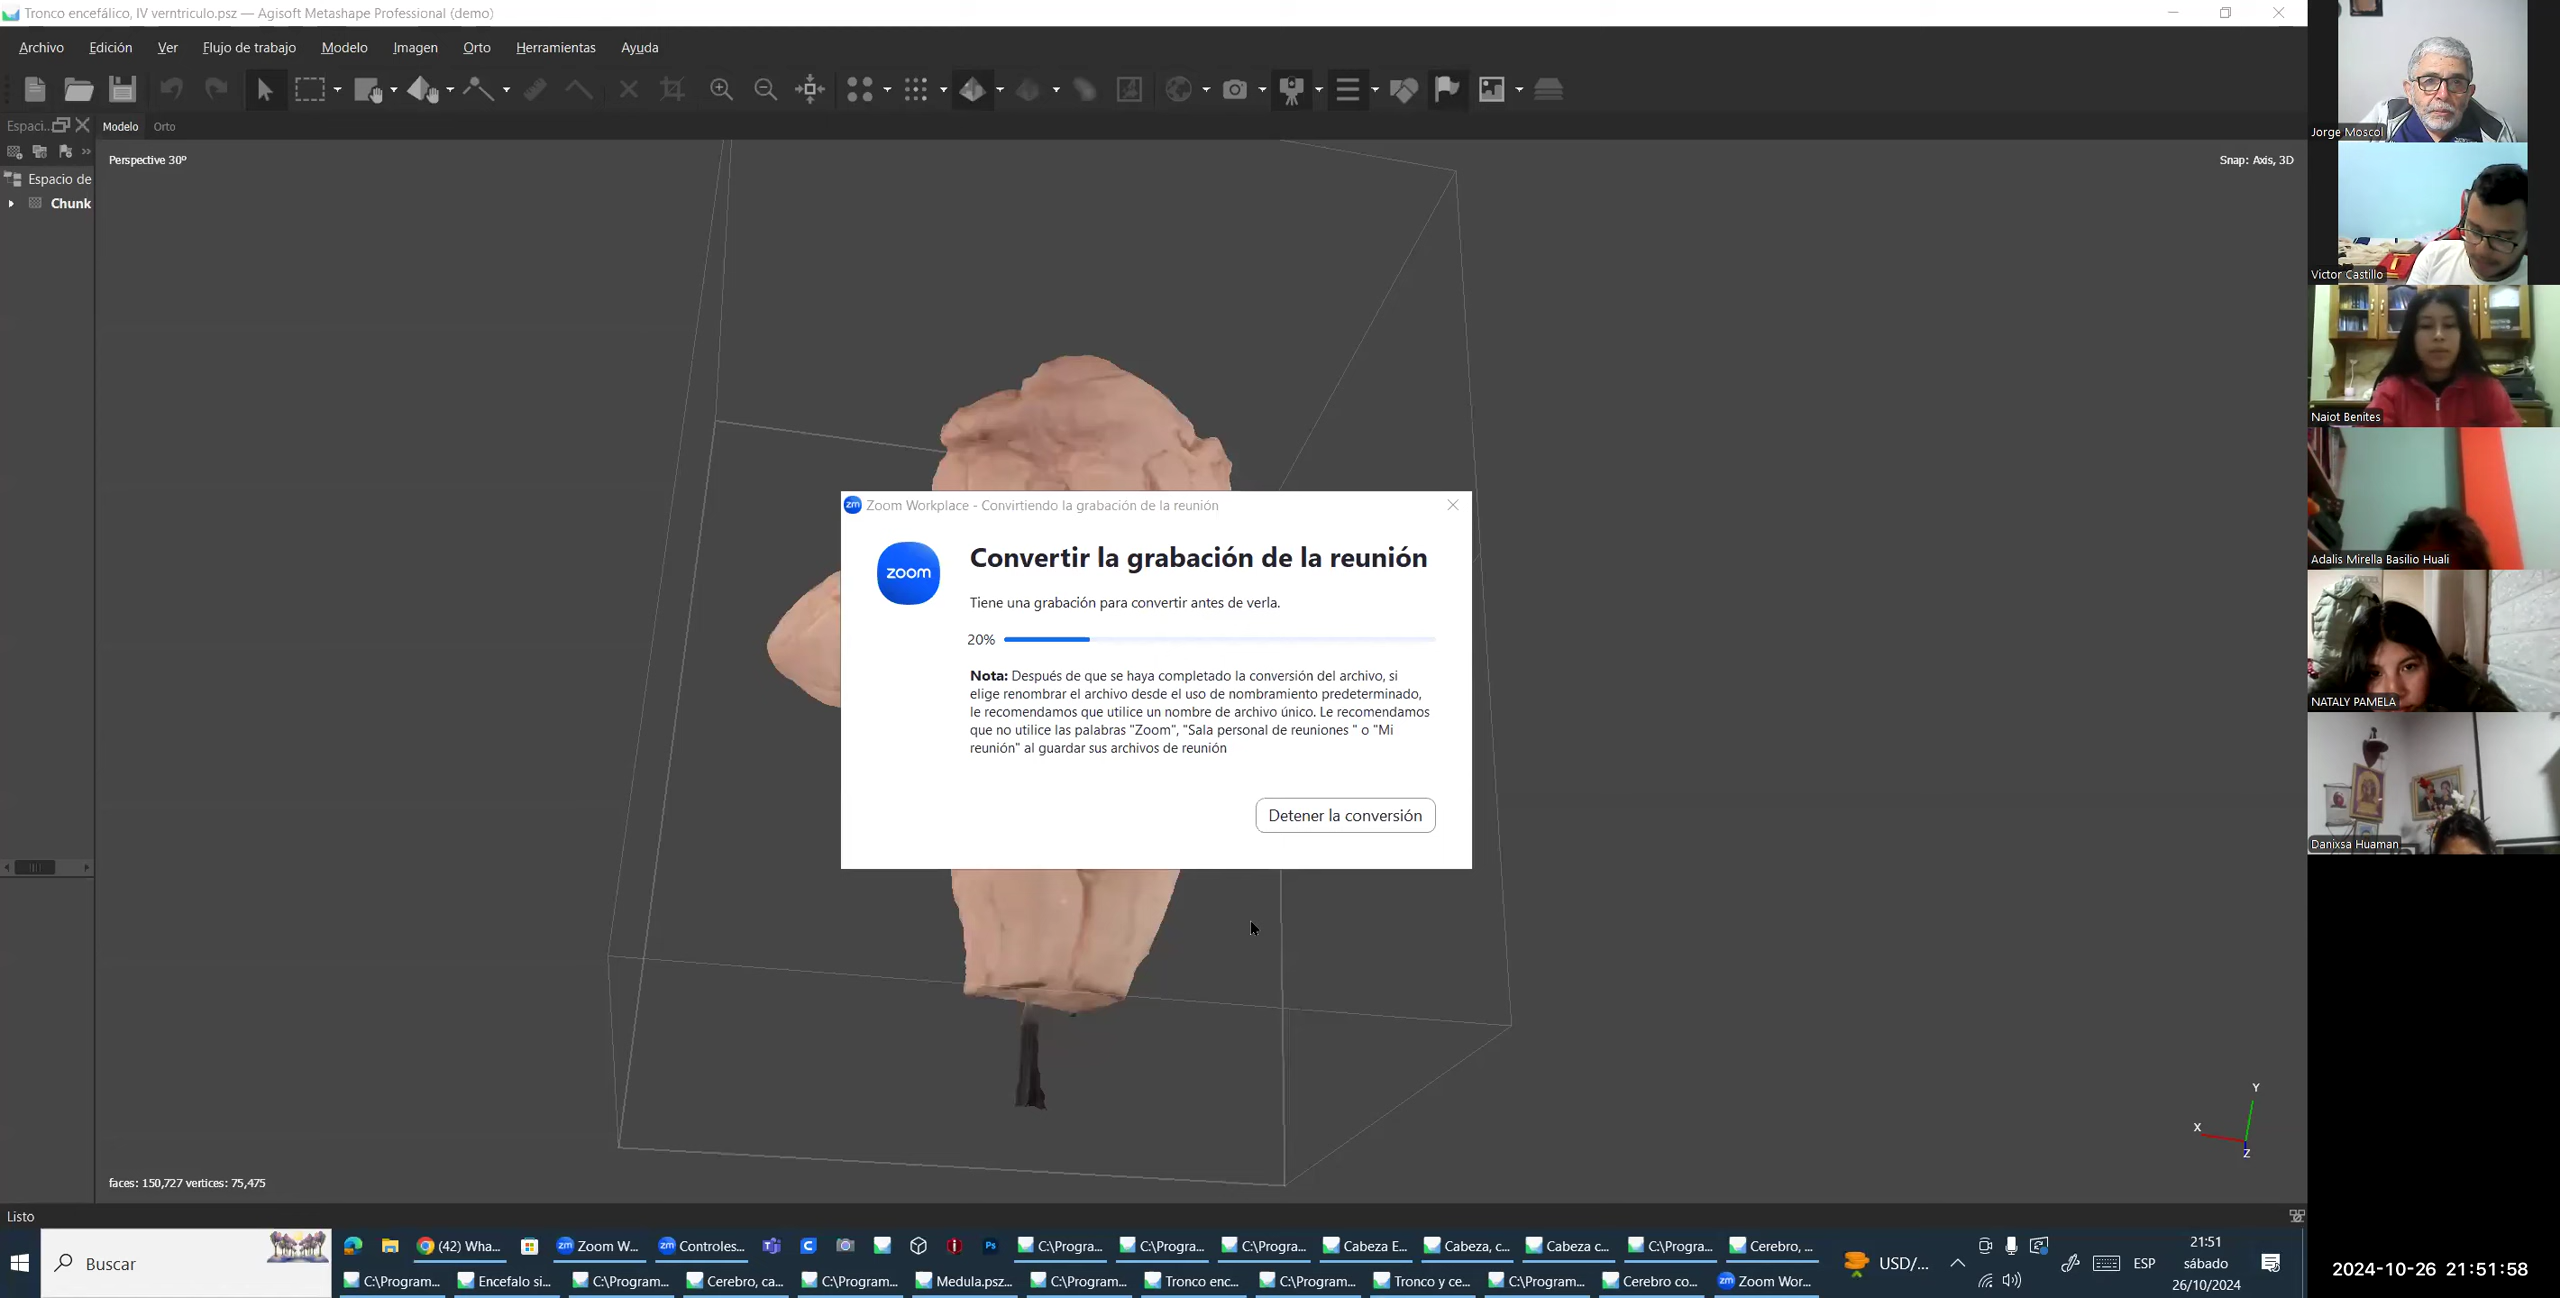 Tronco encefálico, IV verntriculo.psz — Agisoft Metashape Professional (demo)
Archivo Edición Ver Flujo de trabajo Modelo Imagen Orto Herramientas Ayuda
Espaci... Modelo Orto
Perspective 30° Snap: Axis, 3D
Espacio de
Chunk
Zoom Workplace - Convirtiendo la grabación de la reunión
zoom
Convertir la grabación de la reunión
Tiene una grabación para convertir antes de verla.
20%
Nota: Después de que se haya completado la conversión del archivo, si
elige renombrar el archivo desde el uso de nombramiento predeterminado,
le recomendamos que utilice un nombre de archivo único. Le recomendamos
que no utilice las palabras "Zoom", "Sala personal de reuniones " o "Mi
reunión" al guardar sus archivos de reunión
Detener la conversión
Y
X
Z
faces: 150,727 vertices: 75,475
Listo
Jorge Moscol
Victor Castillo
Naiot Benites
Adalis Mirella Basilio Huali
NATALY PAMELA
Danixsa Huaman
Buscar
(42) Wha... Zoom W... Controles... C:\Progra... C:\Progra... C:\Progra... Cabeza E... Cabeza, c... Cabeza c... C:\Progra... Cerebro, ...
C:\Program... Encefalo si... C:\Program... Cerebro, ca... C:\Program... Medula.psz... C:\Program... Tronco enc... C:\Program... Tronco y ce... C:\Program... Cerebro co... Zoom Wor...
USD/... ESP
21:51
sábado
26/10/2024
2024-10-26 21:51:58